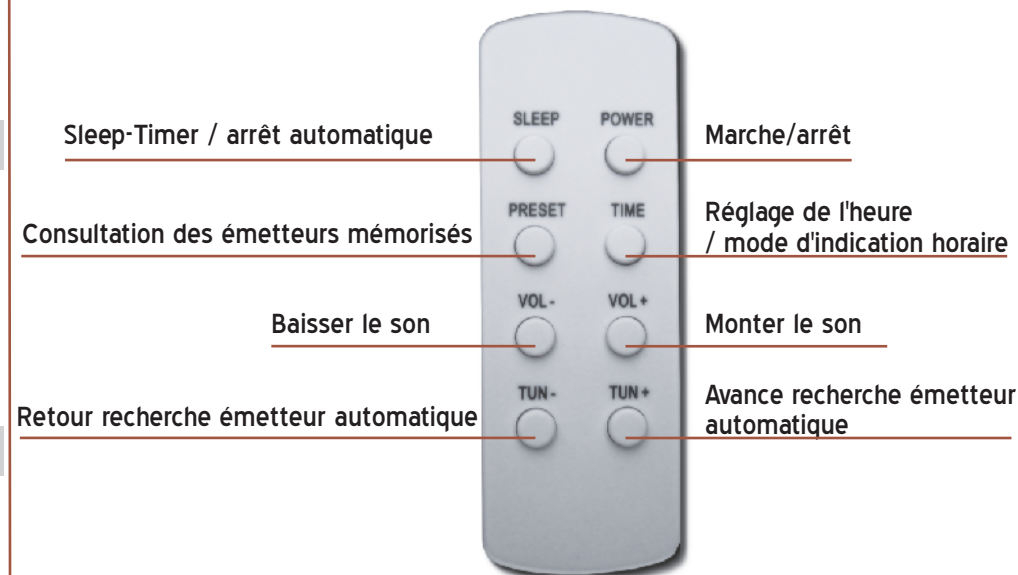 SLEEP POWER
Sleep-Timer / arrêt automatique
Marche/arrêt
PRESET TIME
Consultation des émetteurs mémorisés
Réglage de l'heure
/ mode d'indication horaire
VOL - VOL +
Baisser le son
Monter le son
TUN - TUN +
Retour recherche émetteur automatique
Avance recherche émetteur
automatique